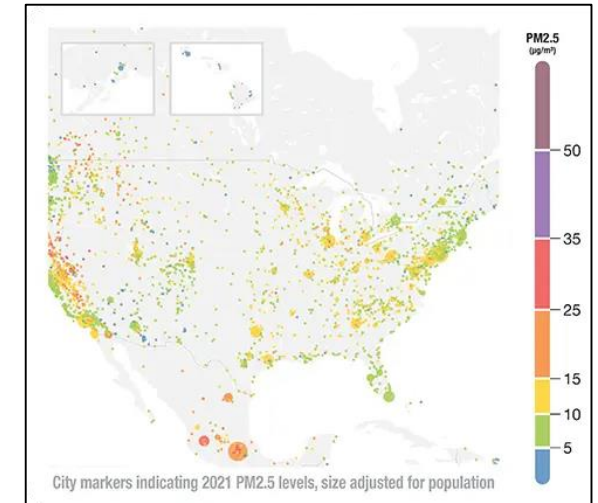 PM2.5
(µg/m³)
50
35
25
15
10
5
City markers indicating 2021 PM2.5 levels, size adjusted for population